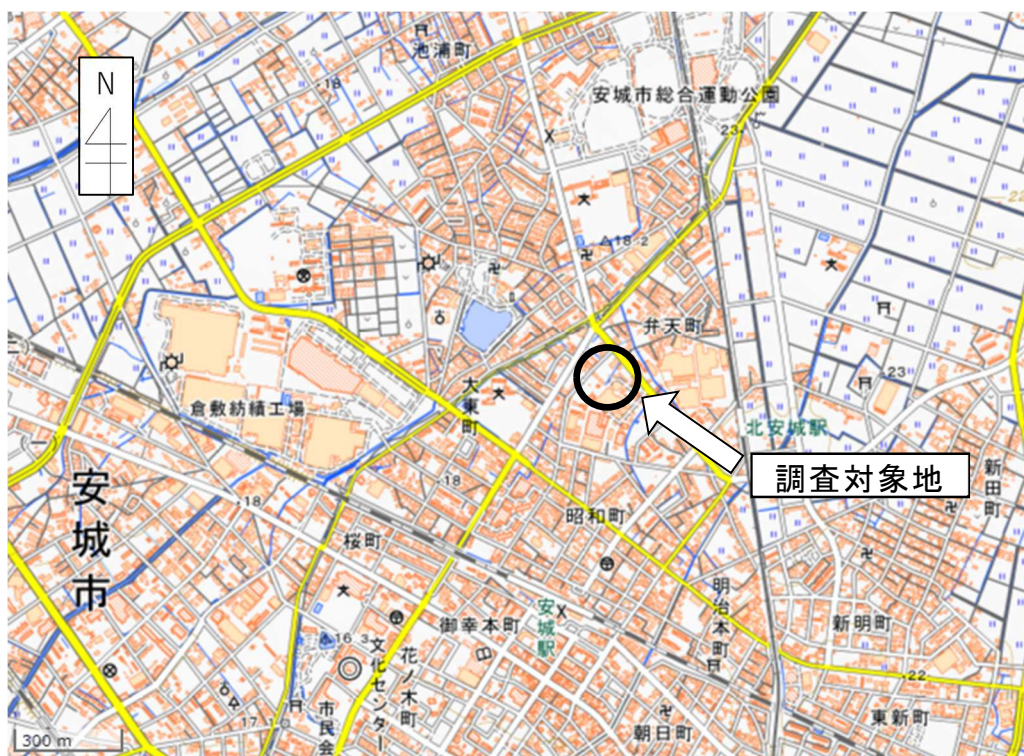 池浦町
18
N
安城市総合運動公園
23
18.2
弁天町
大東町
倉敷紡績工場
23
北安城駅
調査対象地
新田町
安城市
18
18
昭和町
桜町
明治本町
安城駅
御幸本町
新明町
16.3
文化センター
花ノ木町
市民会
22
17
朝日町
東新町
300 m